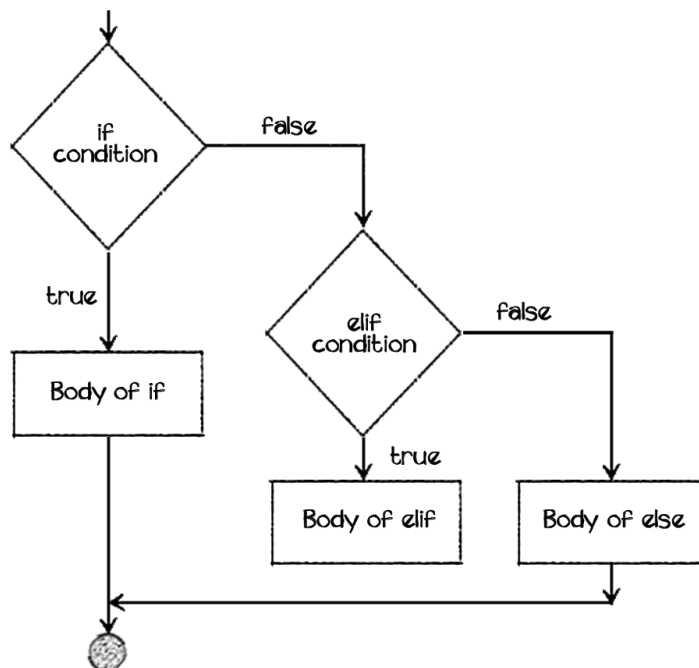 if
condition
false
true
elif
condition
false
Body of if
true
Body of elif
Body of else